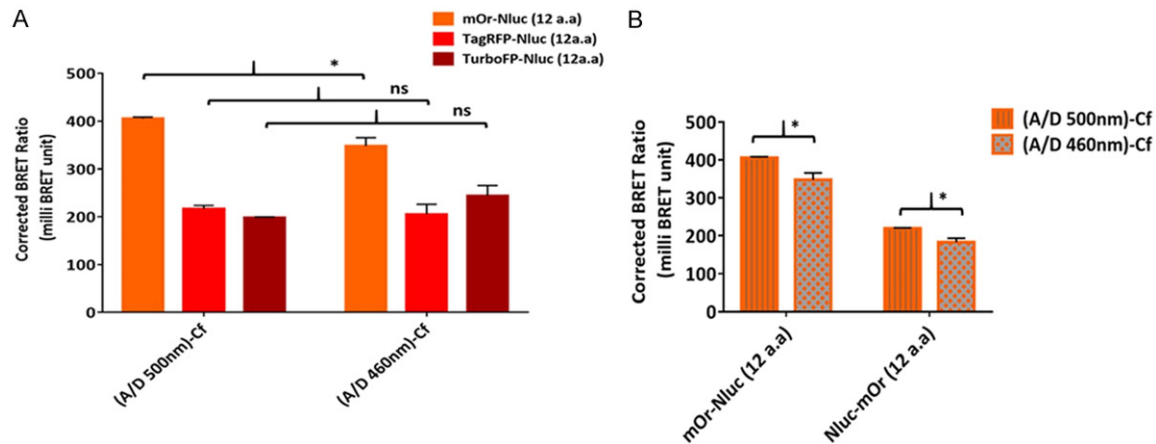 A
mOr-Nluc (12 a.a)
TagRFP-Nluc (12a.a)
TurboFP-Nluc (12a.a)
Corrected BRET Ratio
(milli BRET unit)
500
400
300
200
100
0
*
ns
ns
(A/D 500nm)-Cf
(A/D 460nm)-Cf
B
(A/D 500nm)-Cf
(A/D 460nm)-Cf
Corrected BRET Ratio
(milli BRET unit)
500
400
300
200
100
0
*
*
mOr-Nluc (12 a.a)
Nluc-mOr (12 a.a)